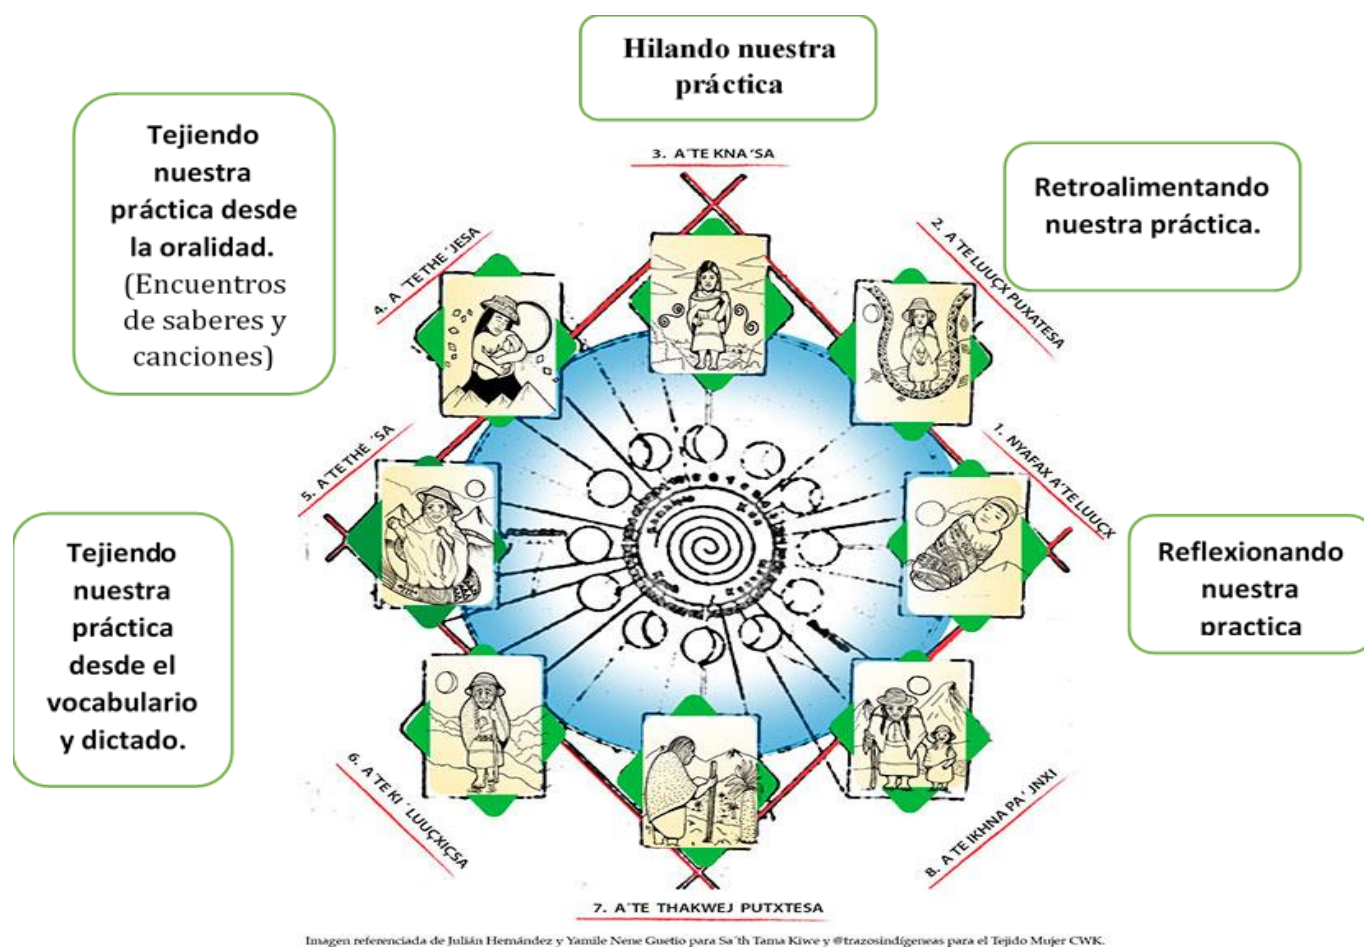 Hilando nuestra
práctica
Tejiendo
nuestra
práctica desde
la oralidad.
(Encuentros
de saberes y
canciones)
Retroalimentando
nuestra práctica.
3. A´TE KNA´SA
2. A´TE LUUÇX PUXATESA
4. A´TE THE´JESA
1. NYAFAX A´TE LUUÇX
5. A´TE THË´SA
Reflexionando
nuestra
practica
Tejiendo
nuestra
práctica
desde el
vocabulario
y dictado.
6. A´TE KI´LUUÇXIÇSA
8. A´TE IKHNA PA´JNXI
7. A´TE THAKWEJ PUTXTESA
Imagen referenciada de Julián Hernández y Yamile Nene Guetio para Sa´th Tama Kiwe y @trazosindígeneas para el Tejido Mujer CWK.